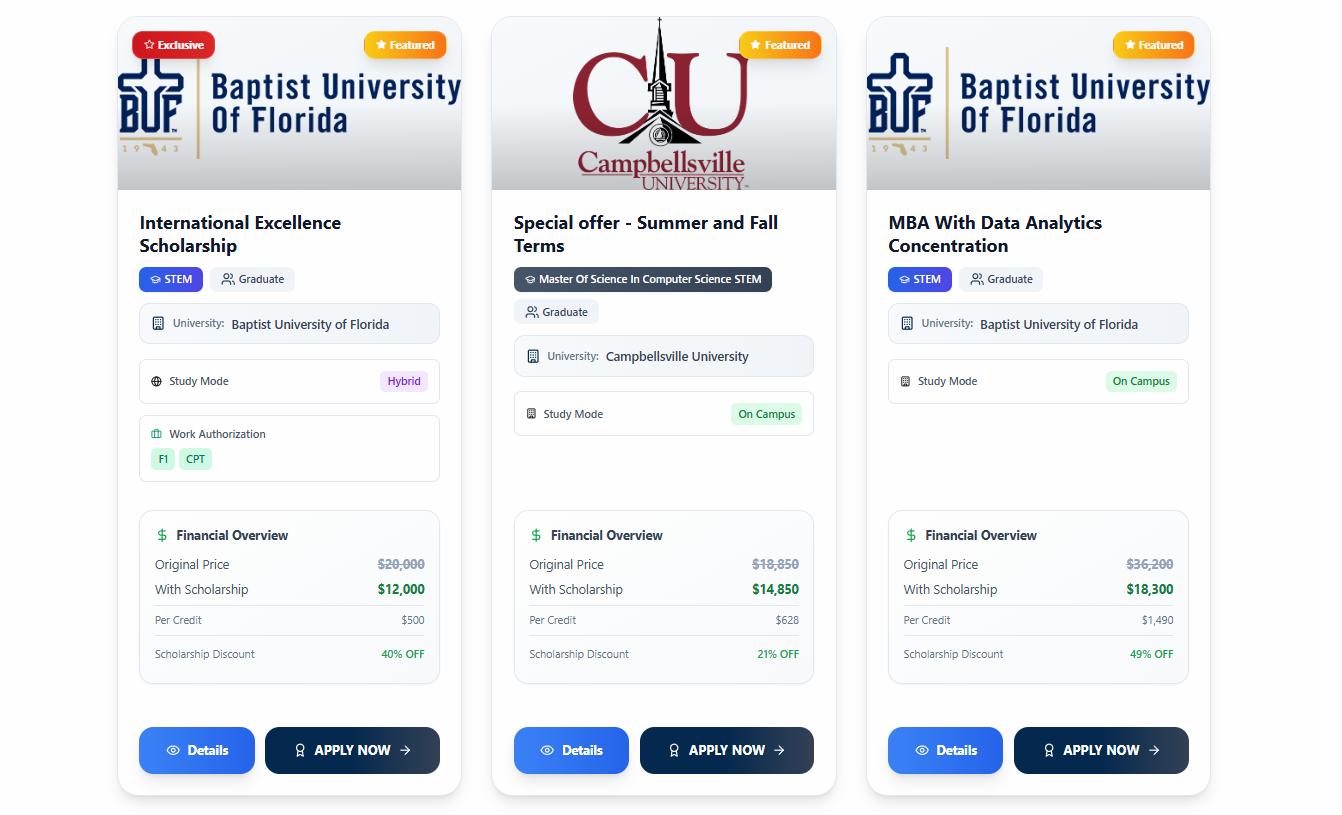 Exclusive
Featured
BUF
1943
Baptist University
Of Florida
International Excellence
Scholarship
STEM
Graduate
University: Baptist University of Florida
Study Mode
Hybrid
Work Authorization
F1
CPT
Financial Overview
Original Price
$20,000
With Scholarship
$12,000
Per Credit
$500
Scholarship Discount
40% OFF
Details
APPLY NOW
Featured
CU
Campbellsville
UNIVERSITY™
Special offer - Summer and Fall
Terms
Master Of Science In Computer Science STEM
Graduate
University: Campbellsville University
Study Mode
On Campus
Financial Overview
Original Price
$18,850
With Scholarship
$14,850
Per Credit
$628
Scholarship Discount
21% OFF
Details
APPLY NOW
Featured
BUF
1943
Baptist University
Of Florida
MBA With Data Analytics
Concentration
STEM
Graduate
University: Baptist University of Florida
Study Mode
On Campus
Financial Overview
Original Price
$36,200
With Scholarship
$18,300
Per Credit
$1,490
Scholarship Discount
49% OFF
Details
APPLY NOW